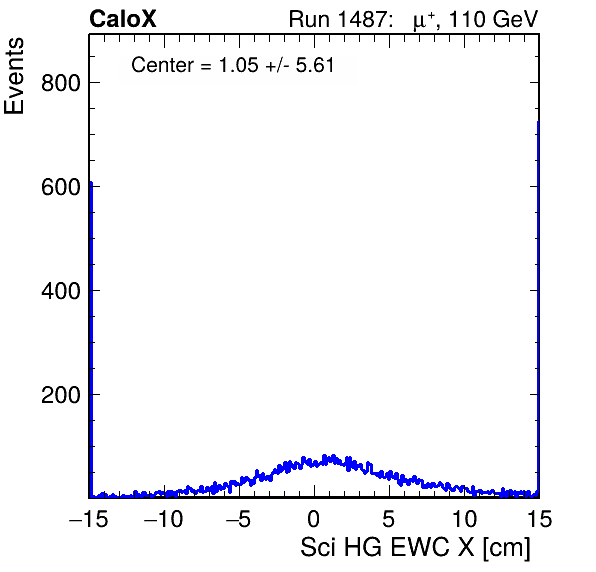 CaloX Run 1487: μ⁺, 110 GeV
Center = 1.05 +/- 5.61
Events
800
600
400
200
−15 −10 −5 0 5 10 15
Sci HG EWC X [cm]